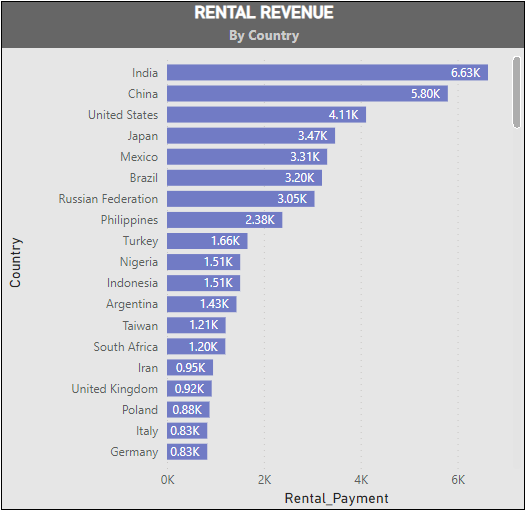 RENTAL REVENUE
By Country
Country
India 6.63K
China 5.80K
United States 4.11K
Japan 3.47K
Mexico 3.31K
Brazil 3.20K
Russian Federation 3.05K
Philippines 2.38K
Turkey 1.66K
Nigeria 1.51K
Indonesia 1.51K
Argentina 1.43K
Taiwan 1.21K
South Africa 1.20K
Iran 0.95K
United Kingdom 0.92K
Poland 0.88K
Italy 0.83K
Germany 0.83K
0K 2K 4K 6K
Rental_Payment